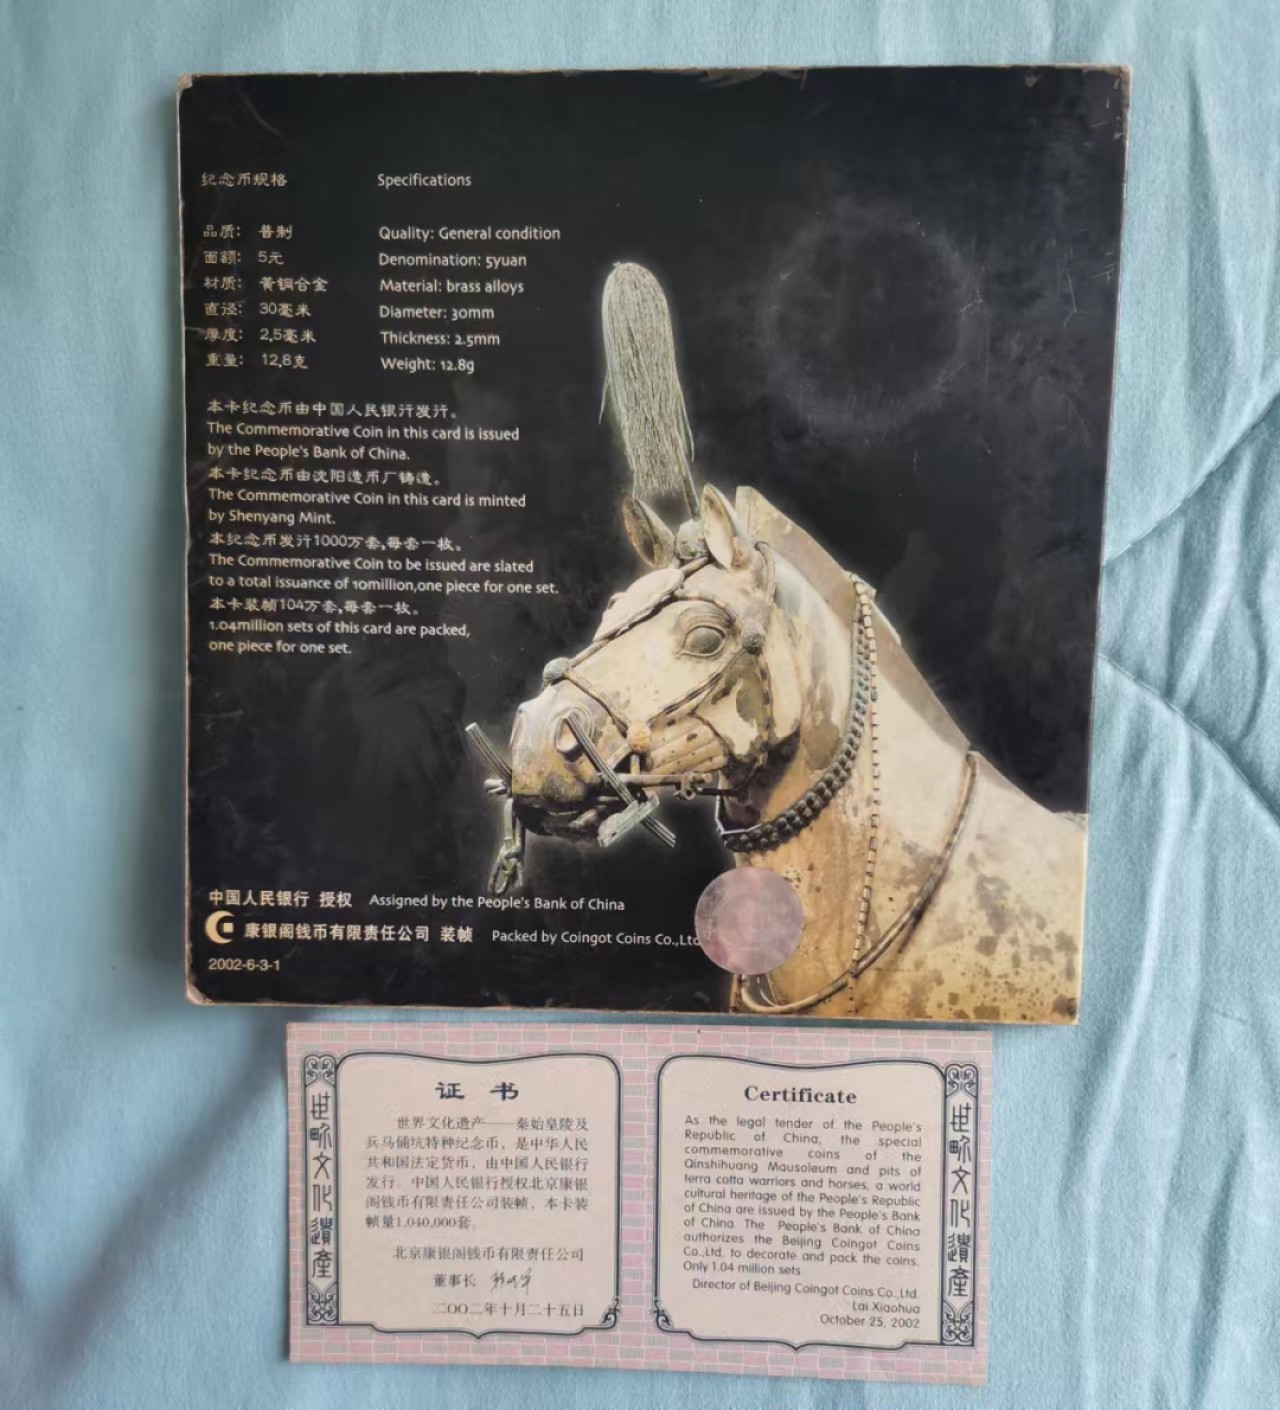 纪念币规格 Specifications
品质: 普制 Quality: General condition
面额: 5元 Denomination: 5yuan
材质: 黄铜合金 Material: brass alloys
直径: 30毫米 Diameter: 30mm
厚度: 2,5毫米 Thickness: 2.5mm
重量: 12,8克 Weight: 12.8g
本卡纪念币由中国人民银行发行。
The Commemorative Coin in this card is issued
by the People's Bank of China.
本卡纪念币由沈阳造币厂铸造。
The Commemorative Coin in this card is minted
by Shenyang Mint.
本纪念币发行1000万套,每套一枚。
The Commemorative Coin to be issued are slated
to a total issuance of 10million,one piece for one set.
本卡装帧104万套,每套一枚。
1.04million sets of this card are packed,
one piece for one set.
中国人民银行 授权 Assigned by the People's Bank of China
康银阁钱币有限责任公司 装帧 Packed by Coingot Coins Co.,Ltd
2002-6-3-1
世界文化遗产
证 书
世界文化遗产——秦始皇陵及
兵马俑坑特种纪念币，是中华人民
共和国法定货币，由中国人民银行
发行。中国人民银行授权北京康银
阁钱币有限责任公司装帧，本卡装
帧量1,040,000套。
北京康银阁钱币有限责任公司
董事长
二〇〇二年十月二十五日
Certificate
As the legal tender of the People's
Republic of China, the special
commemorative coins of the
Qinshihuang Mausoleum and pits of
terra cotta warriors and horses, a world
cultural heritage of the People's Republic
of China are issued by the People's Bank
of China. The People's Bank of China
authorizes the Beijing Coingot Coins
Co.,Ltd. to decorate and pack the coins.
Only 1.04 million sets
Director of Beijing Coingot Coins Co.,Ltd.
Lai Xiaohua
October 25, 2002
世界文化遺產